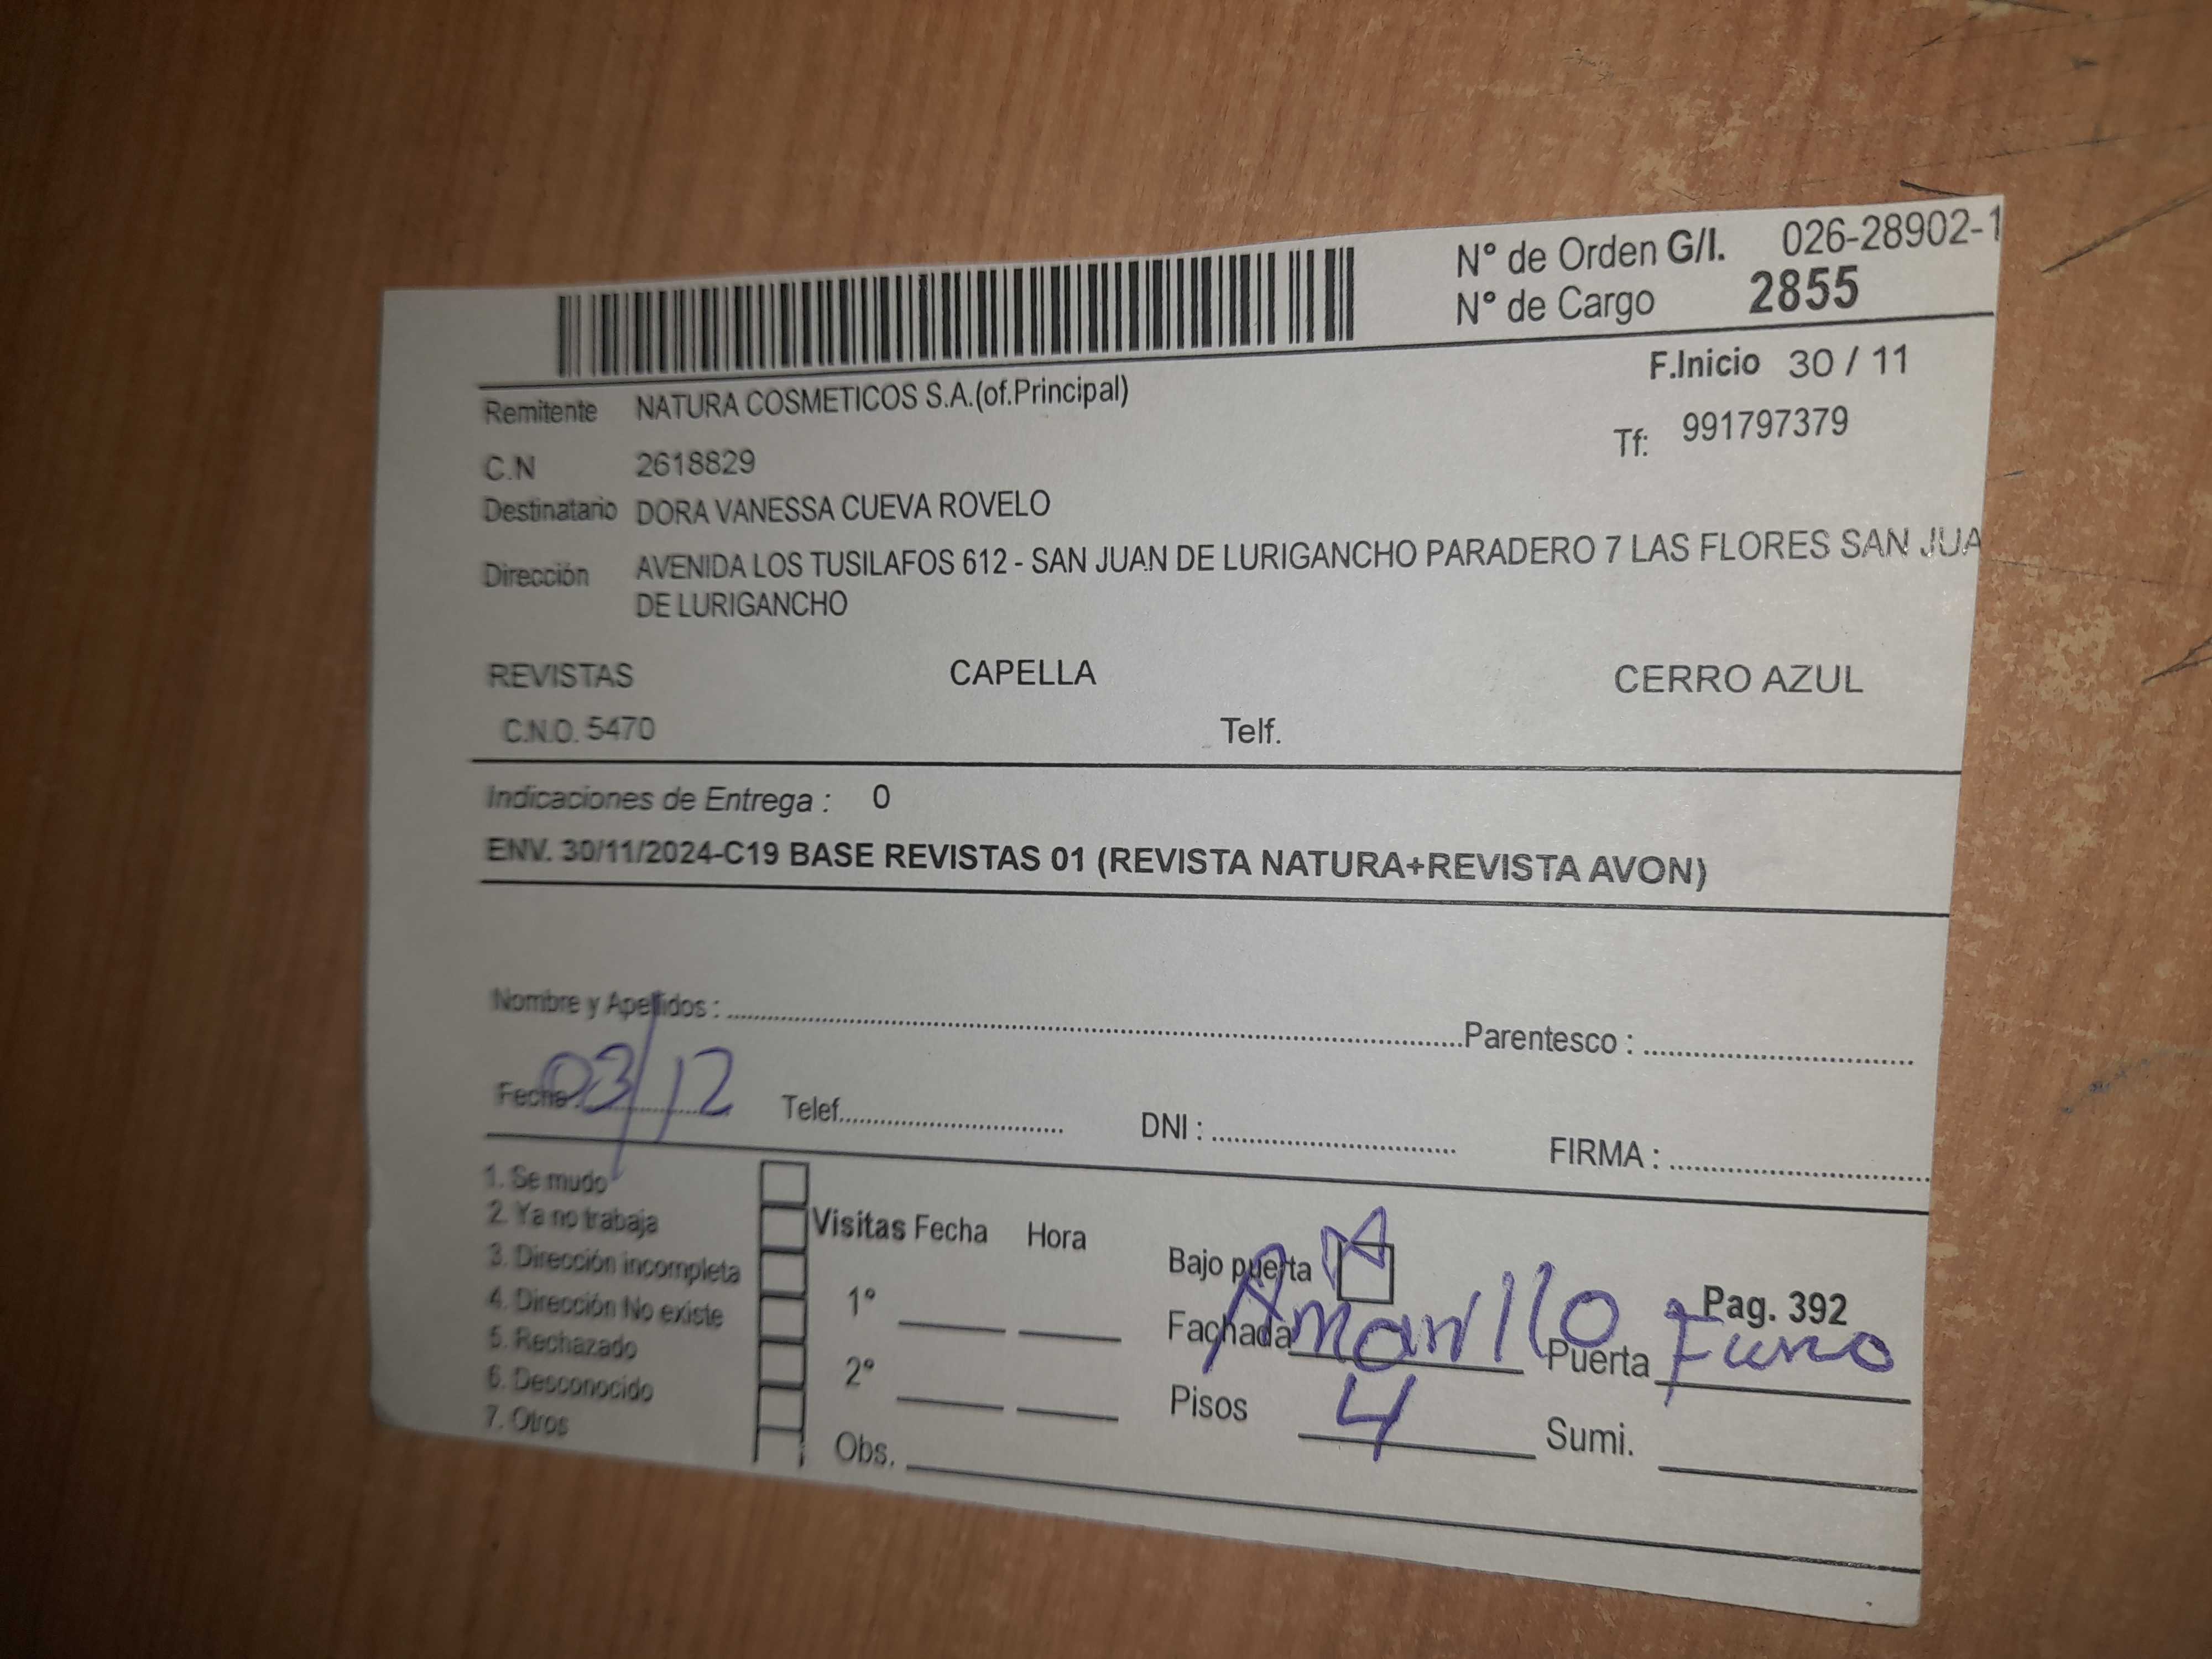 Nº de Orden G/I. 026-28902-1
Nº de Cargo 2855
F.Inicio 30 / 11
Remitente NATURA COSMETICOS S.A.(of.Principal)
Tf: 991797379
C.N 2618829
Destinatario DORA VANESSA CUEVA ROVELO
Dirección AVENIDA LOS TUSILAFOS 612 - SAN JUAN DE LURIGANCHO PARADERO 7 LAS FLORES SAN JUA
DE LURIGANCHO
REVISTAS CAPELLA CERRO AZUL
C.N.O. 5470 Telf.
Indicaciones de Entrega : 0
ENV. 30/11/2024-C19 BASE REVISTAS 01 (REVISTA NATURA+REVISTA AVON)
Nombre y Apellidos : Parentesco :
Fecha : 03/12 Telef. DNI : FIRMA :
1. Se mudo
2. Ya no trabaja
3. Dirección incompleta
4. Dirección No existe
5. Rechazado
6. Desconocido
7. Otros
Visitas Fecha Hora
1º
2º
Obs.
Bajo puerta
Pag. 392
Fachada Amarillo Puerta
Pisos 4 Sumi.